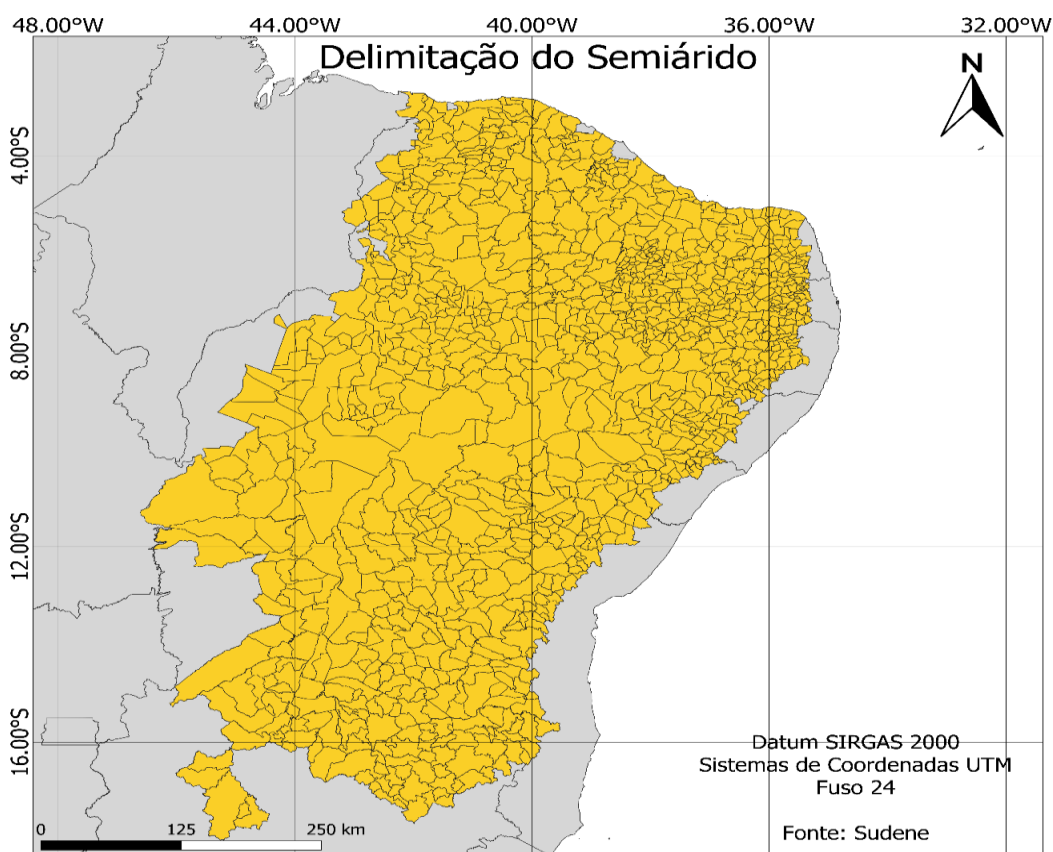 48.00°W 44.00°W 40.00°W 36.00°W 32.00°W
Delimitação do Semiárido
N
4.00°S
8.00°S
12.00°S
16.00°S
Datum SIRGAS 2000
Sistemas de Coordenadas UTM
Fuso 24
Fonte: Sudene
0 125 250 km